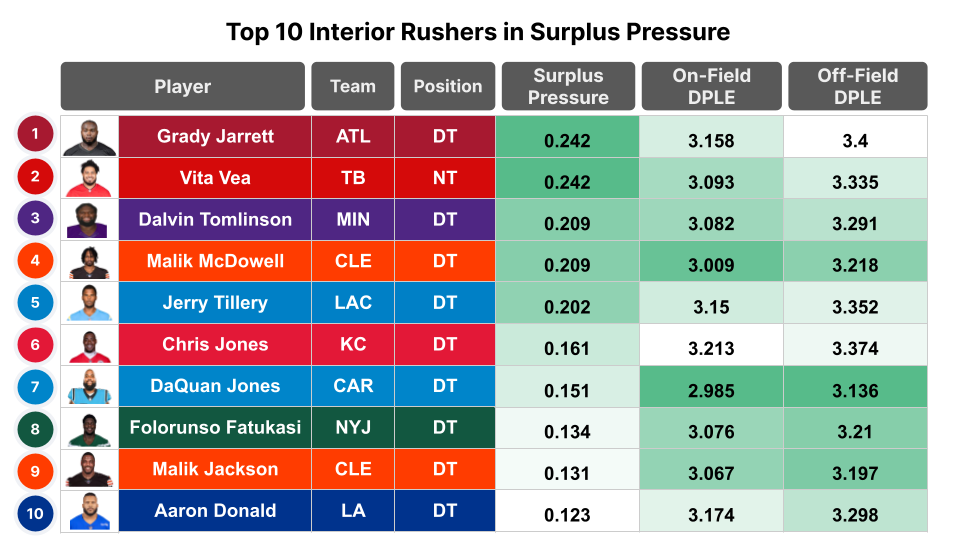 Top 10 Interior Rushers in Surplus Pressure
Player Team Position Surplus Pressure On-Field DPLE Off-Field DPLE
1 Grady Jarrett ATL DT 0.242 3.158 3.4
2 Vita Vea TB NT 0.242 3.093 3.335
3 Dalvin Tomlinson MIN DT 0.209 3.082 3.291
4 Malik McDowell CLE DT 0.209 3.009 3.218
5 Jerry Tillery LAC DT 0.202 3.15 3.352
6 Chris Jones KC DT 0.161 3.213 3.374
7 DaQuan Jones CAR DT 0.151 2.985 3.136
8 Folorunso Fatukasi NYJ DT 0.134 3.076 3.21
9 Malik Jackson CLE DT 0.131 3.067 3.197
10 Aaron Donald LA DT 0.123 3.174 3.298